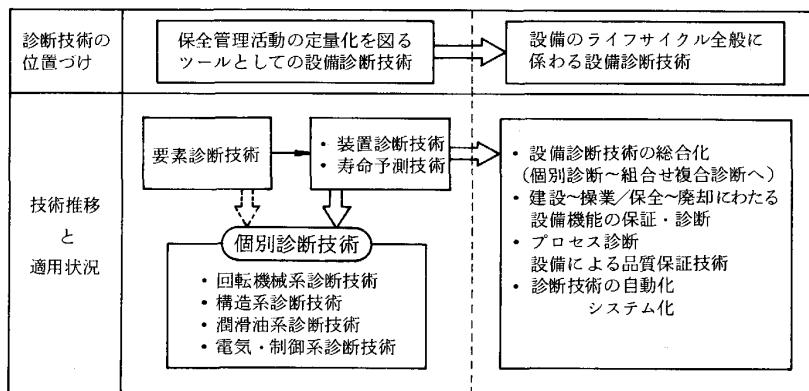 診断技術の
位置づけ
保全管理活動の定量化を図る
ツールとしての設備診断技術
設備のライフサイクル全般に
係わる設備診断技術
技術推移
と
適用状況
要素診断技術
・装置診断技術
・寿命予測技術
個別診断技術
・回転機械系診断技術
・構造系診断技術
・潤滑油系診断技術
・電気・制御系診断技術
・設備診断技術の総合化
(個別診断~組合せ複合診断へ)
・建設~操業/保全~廃却にわたる
設備機能の保証・診断
・プロセス診断
設備による品質保証技術
・診断技術の自動化
システム化